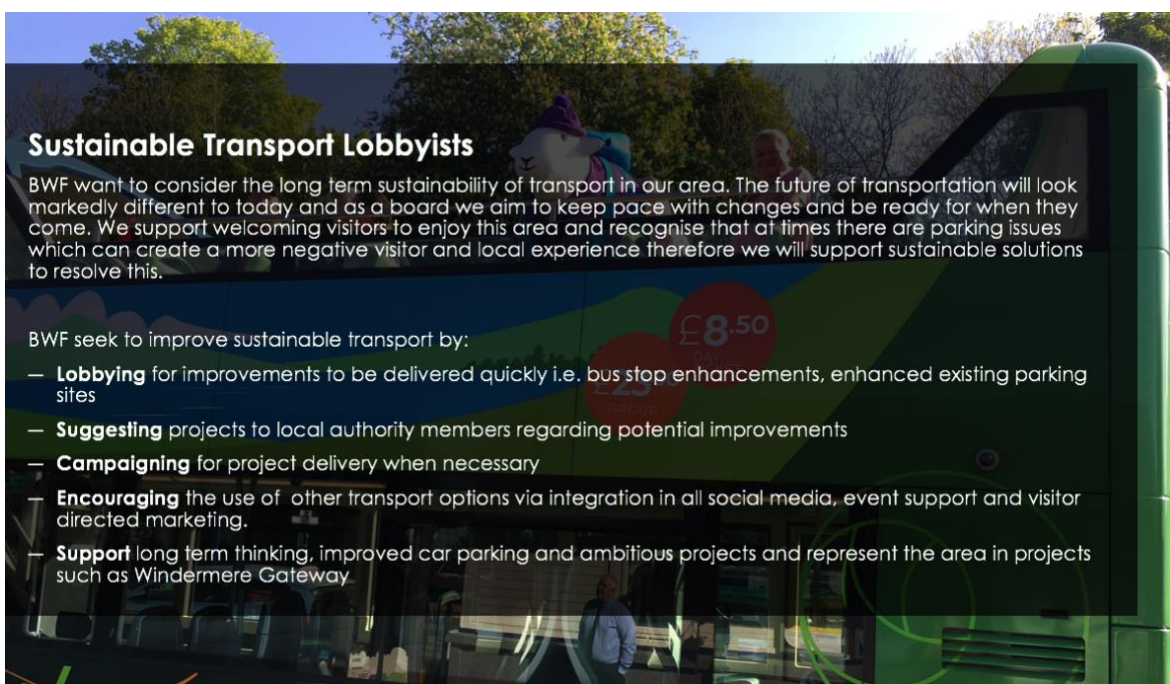 Sustainable Transport Lobbyists
BWF want to consider the long term sustainability of transport in our area. The future of transportation will look
markedly different to today and as a board we aim to keep pace with changes and be ready for when they
come. We support welcoming visitors to enjoy this area and recognise that at times there are parking issues
which can create a more negative visitor and local experience therefore we will support sustainable solutions
to resolve this.
BWF seek to improve sustainable transport by:
— Lobbying for improvements to be delivered quickly i.e. bus stop enhancements, enhanced existing parking
sites
— Suggesting projects to local authority members regarding potential improvements
— Campaigning for project delivery when necessary
— Encouraging the use of other transport options via integration in all social media, event support and visitor
directed marketing.
— Support long term thinking, improved car parking and ambitious projects and represent the area in projects
such as Windermere Gateway
£8.50
DAY
GROUP